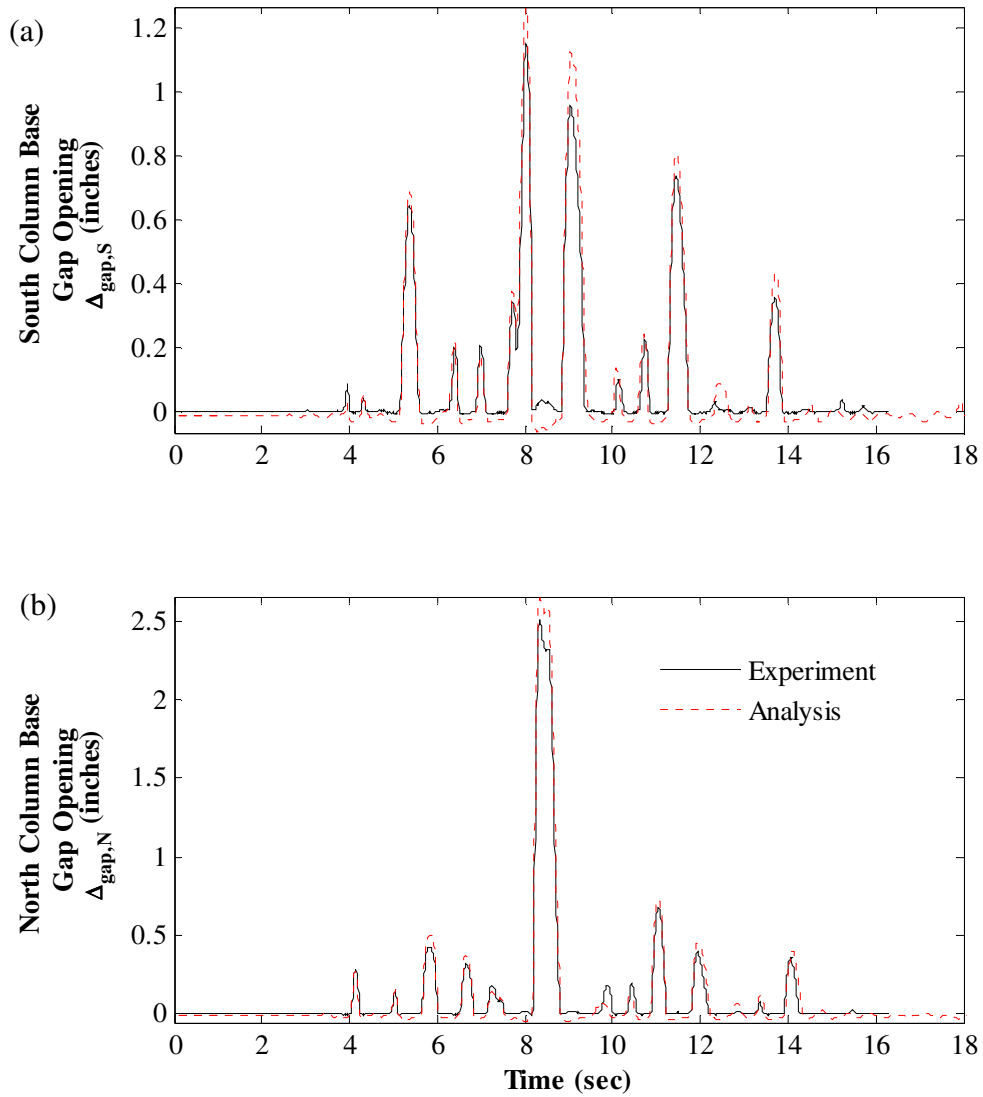 (a)
South Column Base
Gap Opening
Δgap,S (inches)
1.2
1
0.8
0.6
0.4
0.2
0
0 2 4 6 8 10 12 14 16 18
(b)
North Column Base
Gap Opening
Δgap,N (inches)
2.5
2
1.5
1
0.5
0
Experiment
Analysis
0 2 4 6 8 10 12 14 16 18
Time (sec)